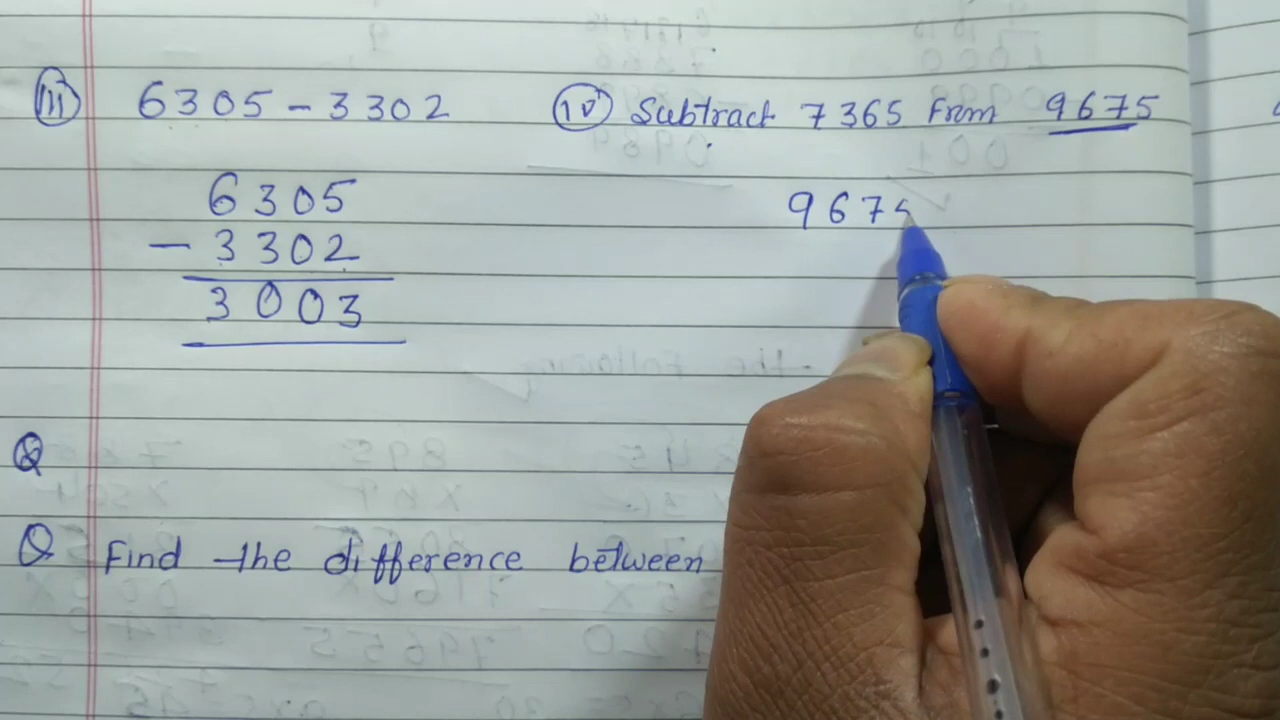 (iii) 6305 - 3302
6305
- 3302
3003
(iv) Subtract 7365 From 9675
9675
Q
Q Find the difference between